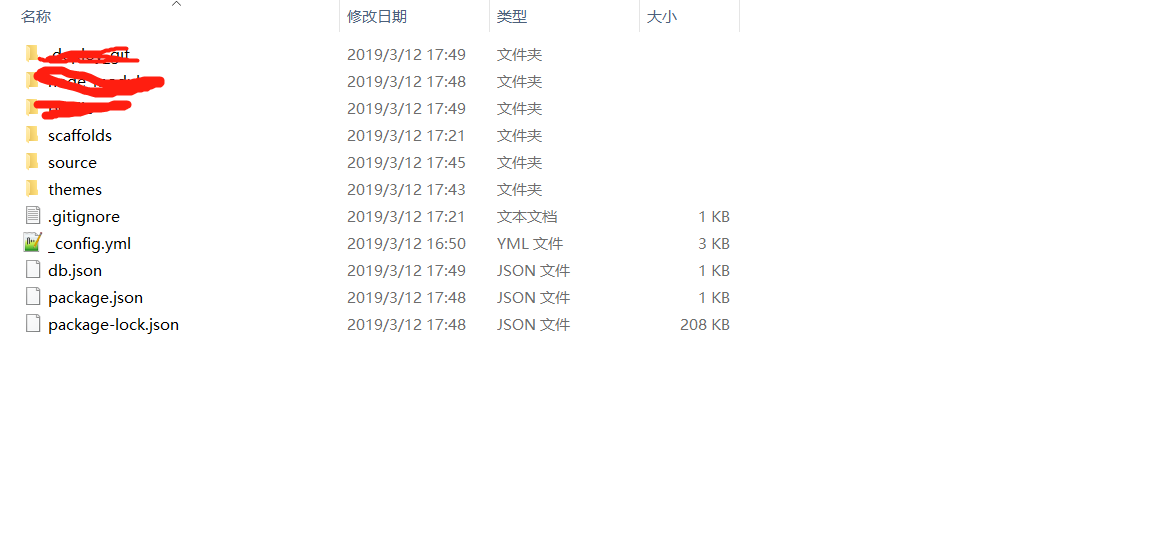 名称 修改日期 类型 大小
.deploy_git 2019/3/12 17:49 文件夹
2019/3/12 17:48 文件夹
2019/3/12 17:49 文件夹
scaffolds 2019/3/12 17:21 文件夹
source 2019/3/12 17:45 文件夹
themes 2019/3/12 17:43 文件夹
.gitignore 2019/3/12 17:21 文本文档 1 KB
_config.yml 2019/3/12 16:50 YML 文件 3 KB
db.json 2019/3/12 17:49 JSON 文件 1 KB
package.json 2019/3/12 17:48 JSON 文件 1 KB
package-lock.json 2019/3/12 17:48 JSON 文件 208 KB